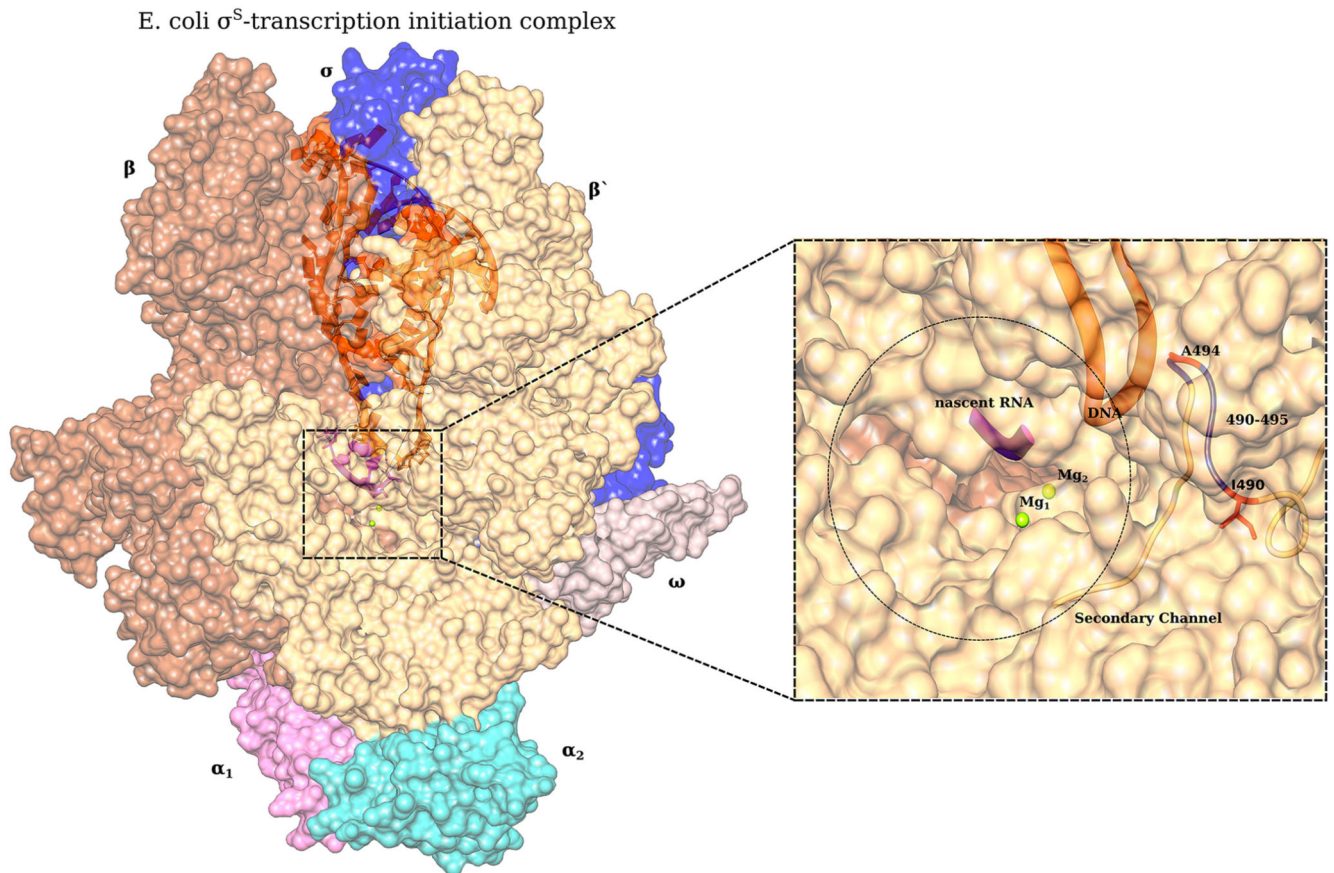 E. coli σS-transcription initiation complex
σ
β
β`
A494
nascent RNA
DNA
490-495
Mg2
I490
Mg1
ω
Secondary Channel
α1
α2